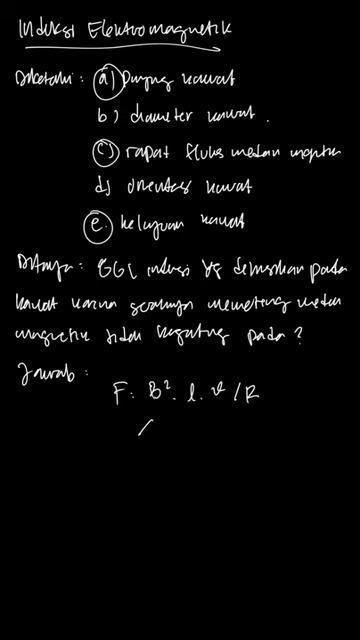 Induksi Elektromagnetik
Diketahui : a) panjang kawat
b) diameter kawat.
c) rapat fluks medan magnetik
d) orientasi kawat
e. kelajuan kawat
Ditanya : GGL induksi yg dihasilkan pada
kawat karena geraknya memotong medan
magnetik tidak bergantung pada ?
Jawab :
F : B². l. v / R